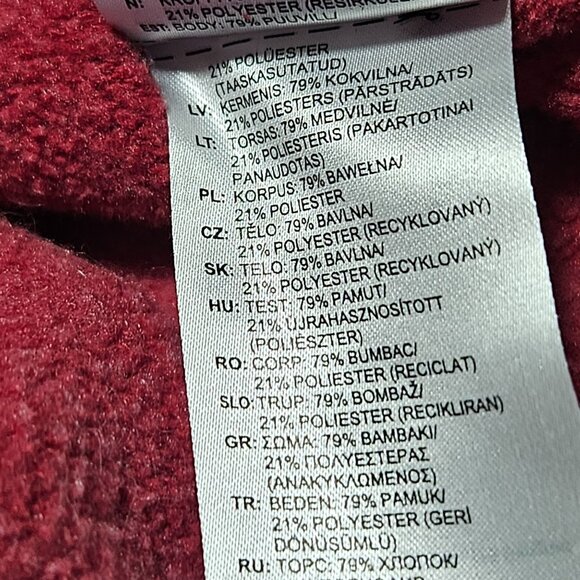 21% POLYESTER (RESIRKULE
EST: BODY: 79% PUUVILL
21% POLÜESTER
(TAASKASUTATUD)
LV: KERMENIS: 79% KOKVILNA/
21% POLIESTERS (PĀRSTRĀDĀTS)
LT: TORSAS: 79% MEDVILNĖ/
21% POLIESTERIS (PAKARTOTINAI
PANAUDOTAS)
PL: KORPUS: 79% BAWEŁNA/
21% POLIESTER
CZ: TĚLO: 79% BAVLNA/
21% POLYESTER (RECYKLOVANÝ)
SK: TELO: 79% BAVLNA/
21% POLYESTER (RECYKLOVANÝ)
HU: TEST: 79% PAMUT/
21% ÚJRAHASZNOSÍTOTT
(POLIÉSZTER)
RO: CORP: 79% BUMBAC/
21% POLIESTER (RECICLAT)
SLO: TRUP: 79% BOMBAŽ/
21% POLIESTER (RECIKLIRAN)
GR: ΣΩΜΑ: 79% ΒΑΜΒΑΚΙ/
21% ΠΟΛΥΕΣΤΕΡΑΣ
(ΑΝΑΚΥΚΛΩΜΕΝΟΣ)
TR: BEDEN: 79% PAMUK/
21% POLYESTER (GERİ
DÖNÜŞÜMLÜ)
RU: ТОРС: 79% ХЛОПОК/